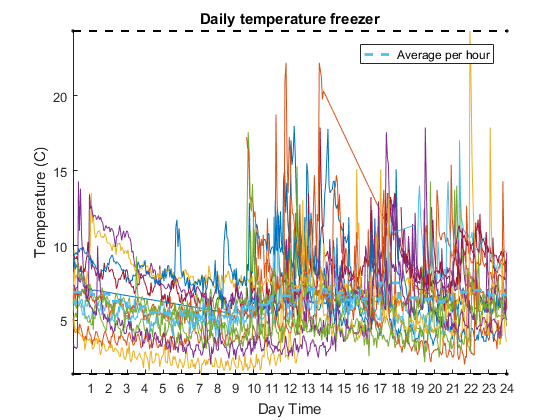 Daily temperature freezer
Average per hour
20
15
10
5
Temperature (C)
1 2 3 4 5 6 7 8 9 10 11 12 13 14 15 16 17 18 19 20 21 22 23 24
Day Time